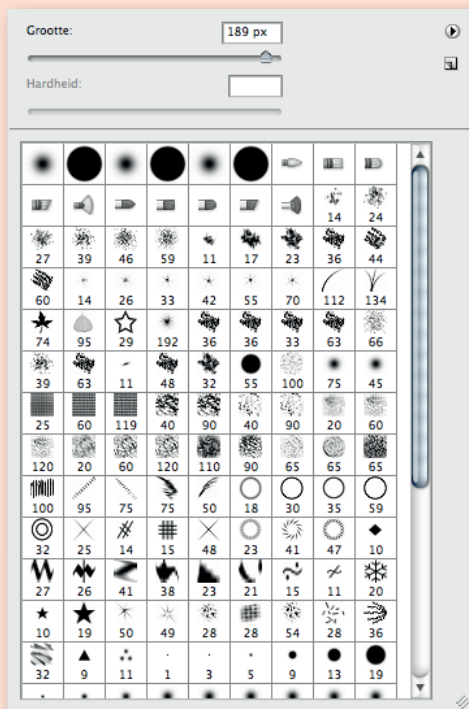 Grootte: 189 px
Hardheid:
14 24
27 39 46 59 11 17 23 36 44
60 14 26 33 42 55 70 112 134
74 95 29 192 36 36 33 63 66
39 63 11 48 32 55 100 75 45
25 60 119 40 90 40 90 20 60
120 20 60 120 110 90 65 65 65
100 95 75 75 50 18 30 35 59
32 25 14 15 48 23 41 47 10
27 26 41 38 23 21 15 11 20
10 19 50 49 28 28 54 28 36
32 9 11 1 3 5 9 13 19